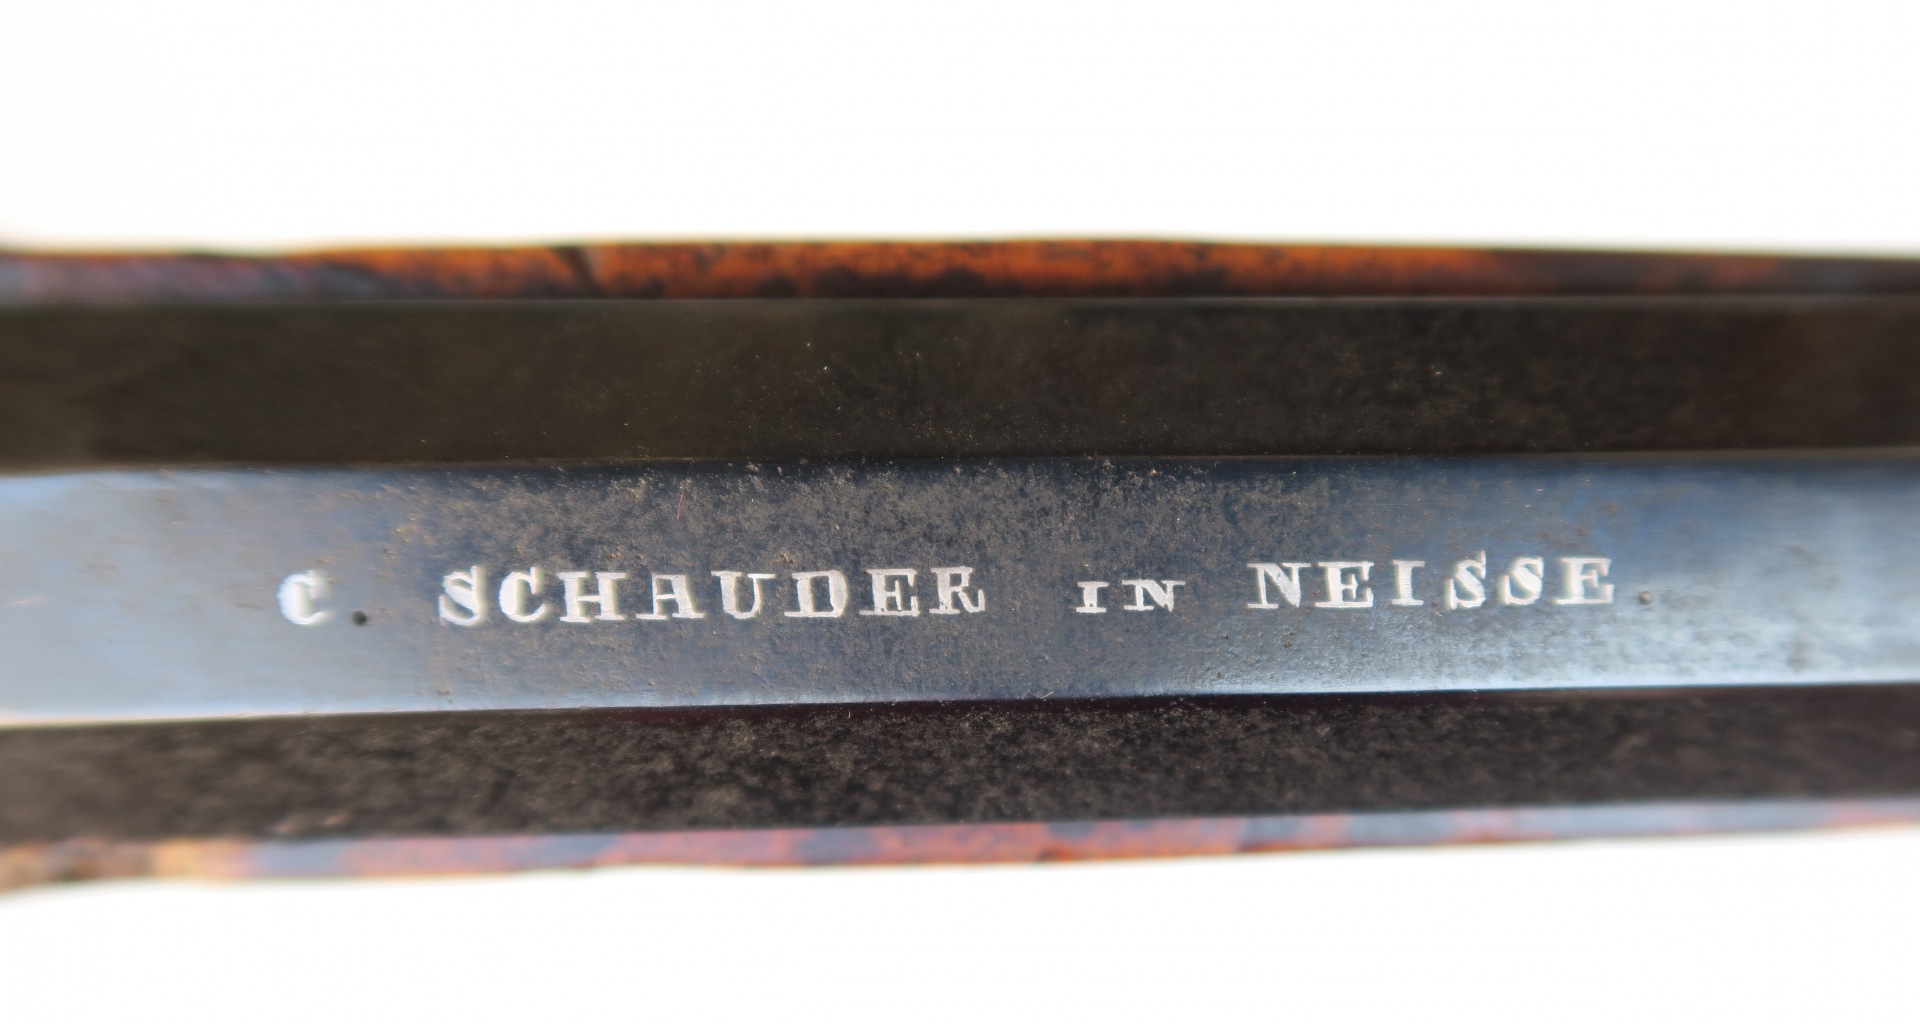 C. SCHAUDER IN NEISSE.